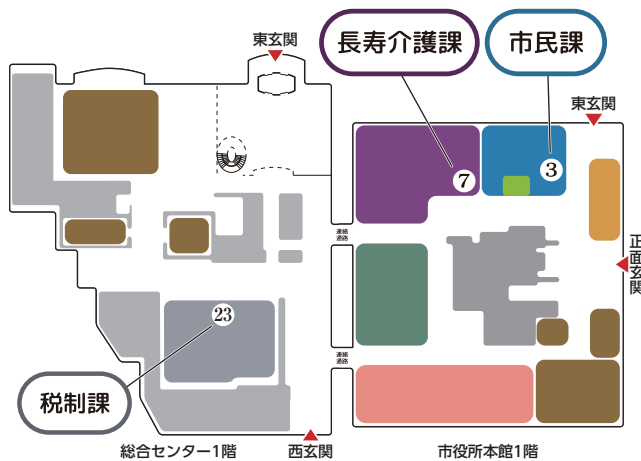 長寿介護課
市民課
東玄関
東玄関
7
3
連絡
通路
正面玄関
23
連絡
通路
税制課
総合センター1階
西玄関
市役所本館1階